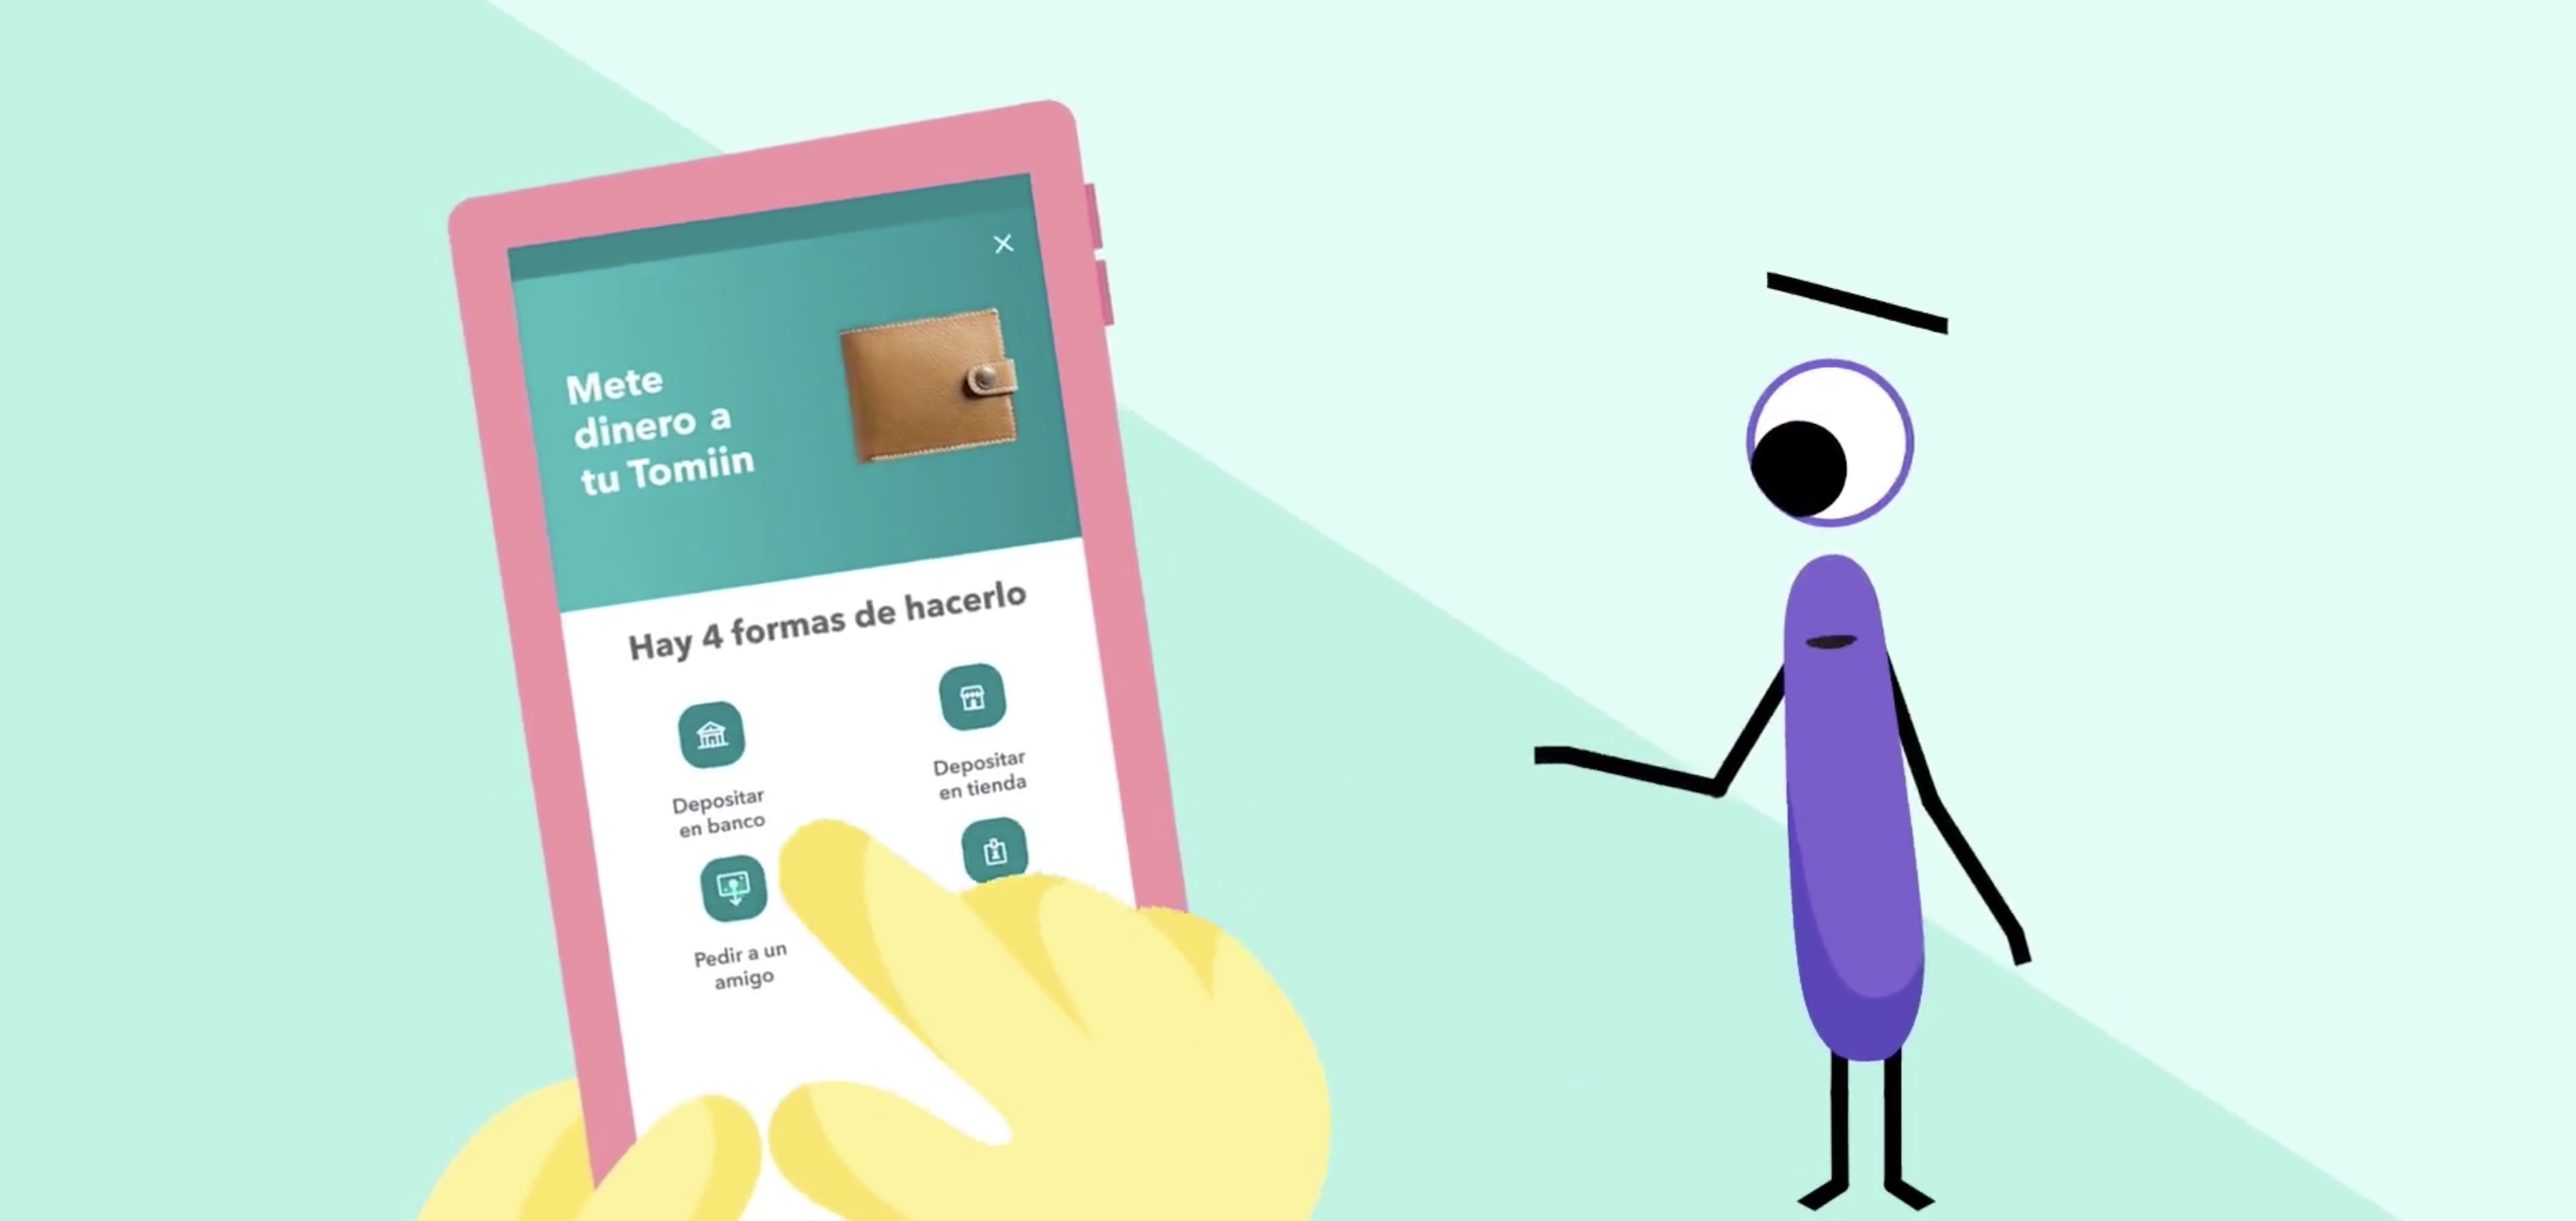 Mete
dinero a
tu Tomiin
Hay 4 formas de hacerlo
Depositar
en banco
Depositar
en tienda
Pedir a un
amigo